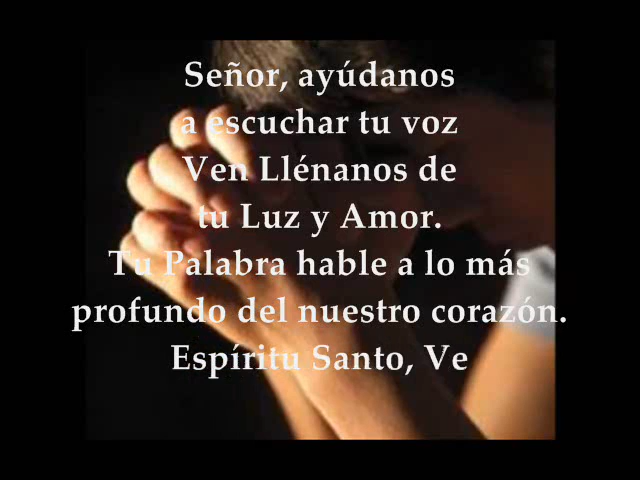 Señor, ayúdanos
a escuchar tu voz
Ven Llénanos de
tu Luz y Amor.
Tu Palabra hable a lo más
profundo del nuestro corazón.
Espíritu Santo, Ve